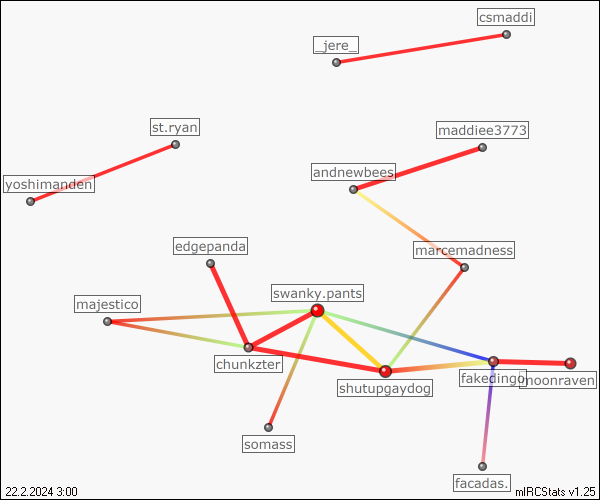 csmaddi
_jere_
st.ryan
maddiee3773
andnewbees
yoshimanden
edgepanda
marcemadness
swanky.pants
majestico
chunkzter
fakedingo
moonraven
shutupgaydog
somass
facadas.
22.2.2024 3:00
mIRCStats v1.25